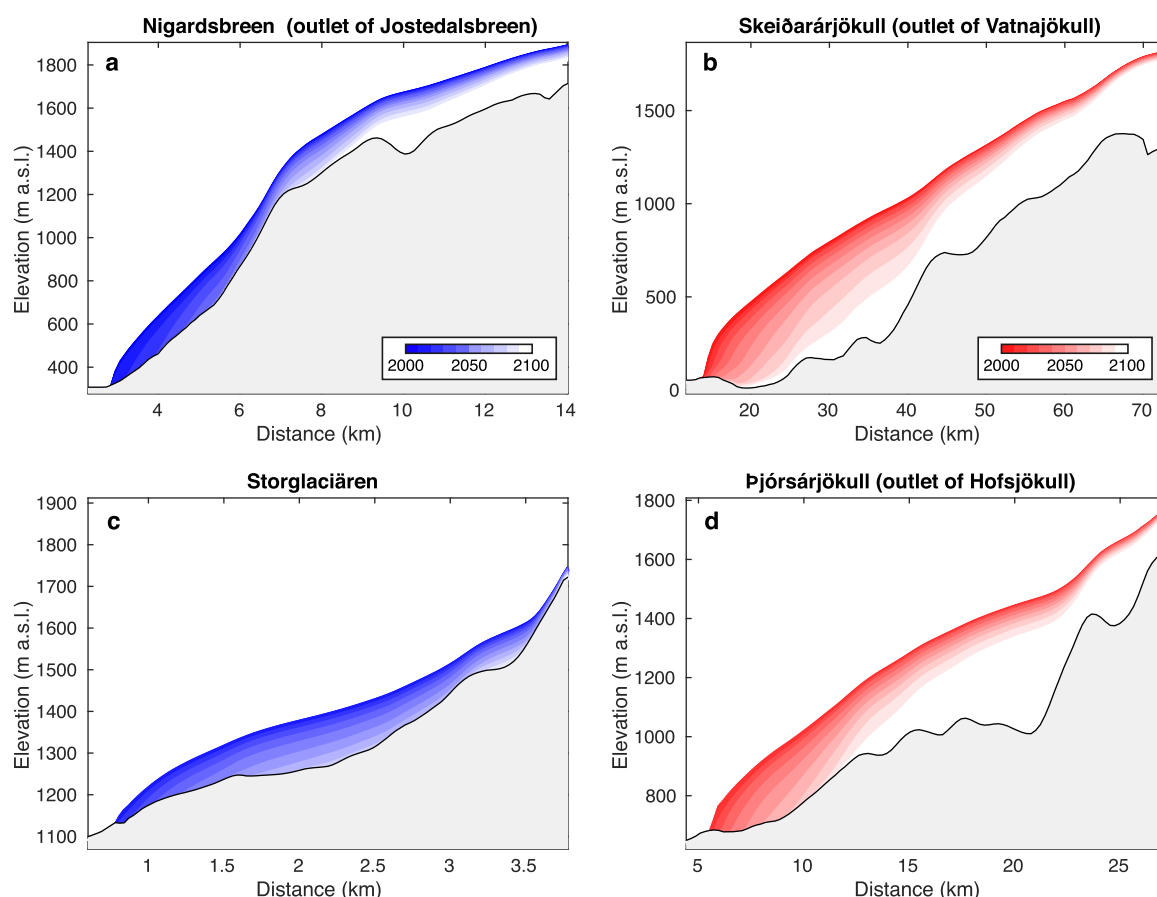 Nigardsbreen (outlet of Jostedalsbreen)
a
Elevation (m a.s.l.)
1800
1600
1400
1200
1000
800
600
400
2000 2050 2100
4 6 8 10 12 14
Distance (km)
Skeiðarárjökull (outlet of Vatnajökull)
b
Elevation (m a.s.l.)
1500
1000
500
0
2000 2050 2100
20 30 40 50 60 70
Distance (km)
Storglaciären
c
Elevation (m a.s.l.)
1900
1800
1700
1600
1500
1400
1300
1200
1100
1 1.5 2 2.5 3 3.5
Distance (km)
Þjórsárjökull (outlet of Hofsjökull)
d
Elevation (m a.s.l.)
1800
1600
1400
1200
1000
800
5 10 15 20 25
Distance (km)